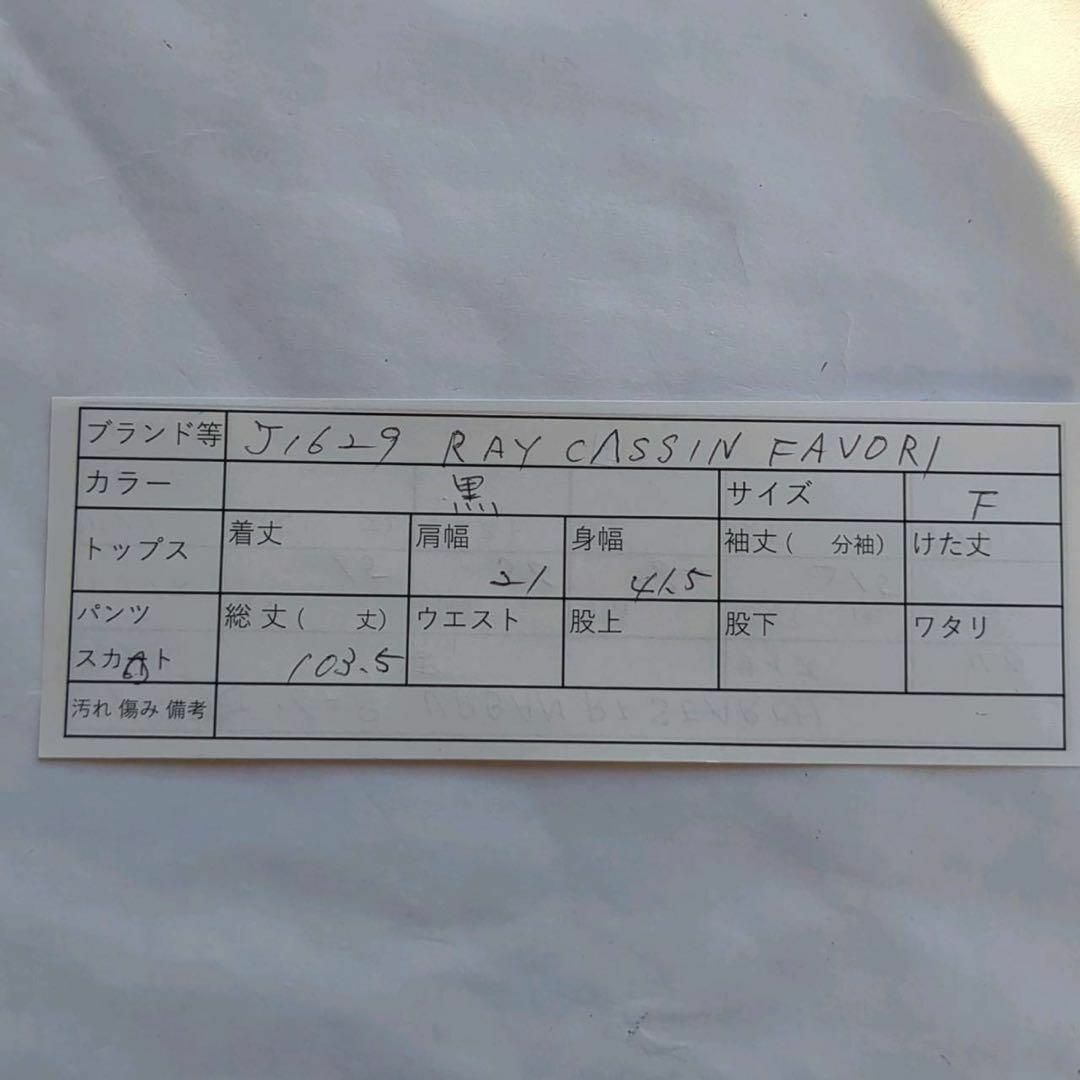 ブランド等 J1629 RAY CASSIN FAVORI
カラー 黒 サイズ F
トップス 着丈 肩幅 21 身幅 41.5 袖丈( 分袖) けた丈
パンツ スカート 総丈( 丈) 103.5 ウエスト 股上 股下 ワタリ
汚れ 傷み 備考